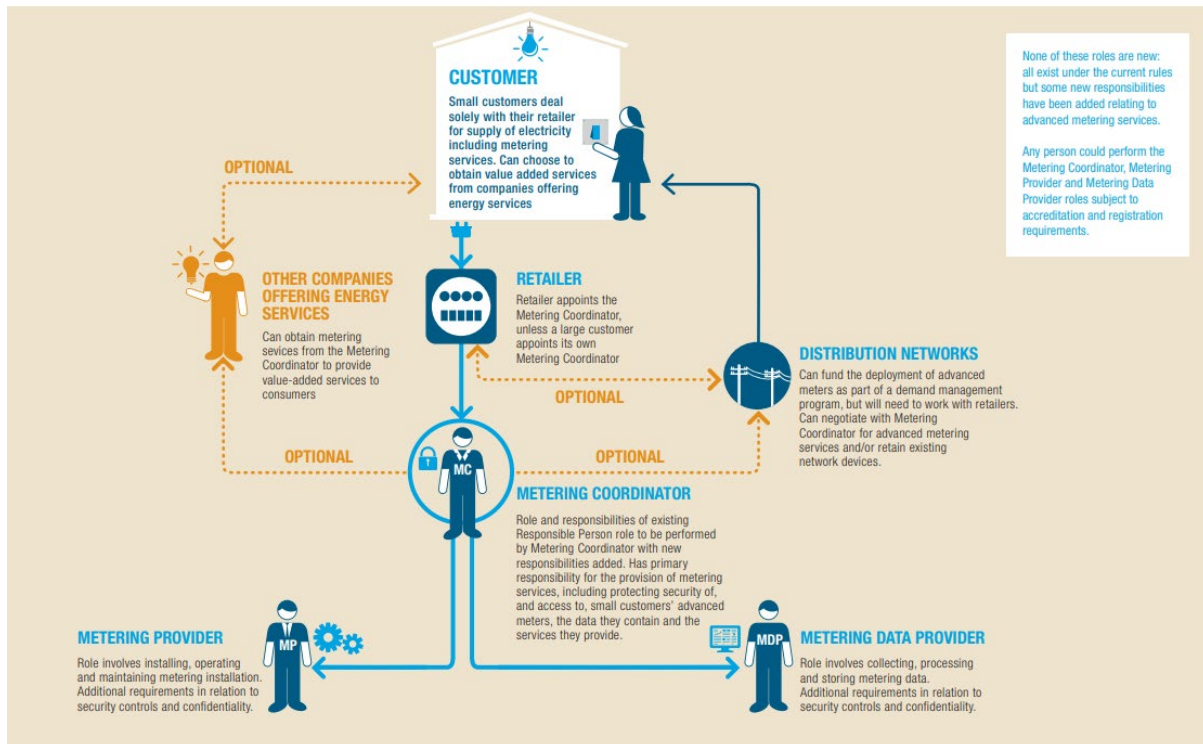 CUSTOMER
Small customers deal
solely with their retailer
for supply of electricity
including metering
services. Can choose to
obtain value added services
from companies offering
energy services
None of these roles are new:
all exist under the current rules
but some new responsibilities
have been added relating to
advanced metering services.
Any person could perform the
Metering Coordinator, Metering
Provider and Metering Data
Provider roles subject to
accreditation and registration
requirements.
OPTIONAL
OTHER COMPANIES
OFFERING ENERGY
SERVICES
Can obtain metering
sevices from the Metering
Coordinator to provide
value-added services to
consumers
RETAILER
Retailer appoints the
Metering Coordinator,
unless a large customer
appoints its own
Metering Coordinator
OPTIONAL
DISTRIBUTION NETWORKS
Can fund the deployment of advanced
meters as part of a demand management
program, but will need to work with retailers.
Can negotiate with Metering
Coordinator for advanced metering
services and/or retain existing
network devices.
OPTIONAL
MC
OPTIONAL
METERING COORDINATOR
Role and responsibilities of existing
Responsible Person role to be performed
by Metering Coordinator with new
responsibilities added. Has primary
responsibility for the provision of metering
services, including protecting security of,
and access to, small customers' advanced
meters, the data they contain and the
services they provide.
METERING PROVIDER
Role involves installing, operating
and maintaining metering installation.
Additional requirements in relation to
security controls and confidentiality.
MP
MDP
METERING DATA PROVIDER
Role involves collecting, processing
and storing metering data.
Additional requirements in relation to
security controls and confidentiality.